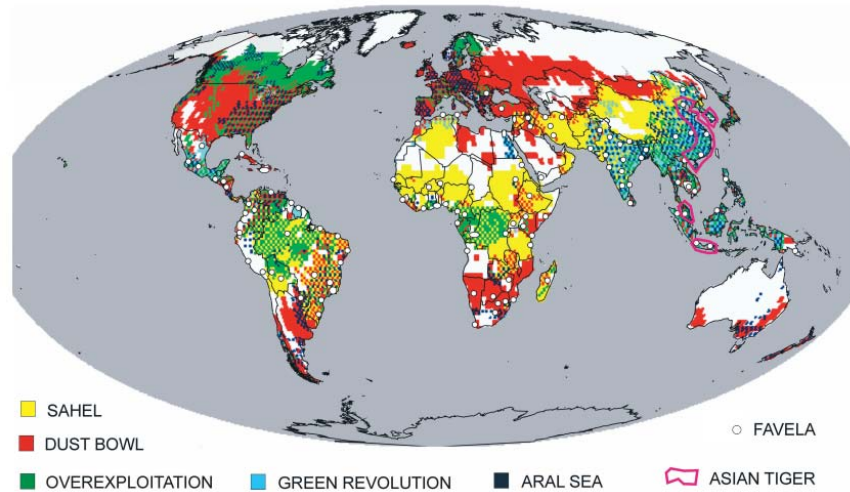 SAHEL
FAVELA
DUST BOWL
OVEREXPLOITATION GREEN REVOLUTION ARAL SEA ASIAN TIGER